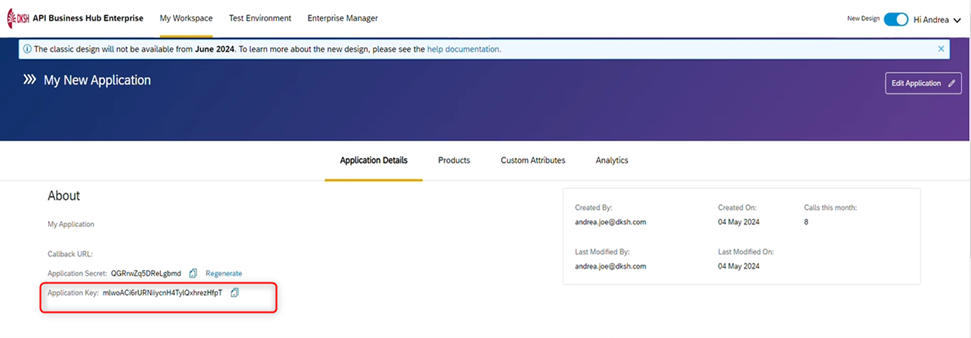 DKSH API Business Hub Enterprise My Workspace Test Environment Enterprise Manager New Design Hi Andrea
The classic design will not be available from June 2024. To learn more about the new design, please see the help documentation.
My New Application Edit Application
Application Details Products Custom Attributes Analytics
About
My Application
Callback URL:
Application Secret: QGRrwZq5DReLgbmd Regenerate
Application Key: mlwoACi6rURNiiycnH4TylQxhrezHfpT
Created By: Created On: Calls this month:
andrea.joe@dksh.com 04 May 2024 8
Last Modified By: Last Modified On:
andrea.joe@dksh.com 04 May 2024